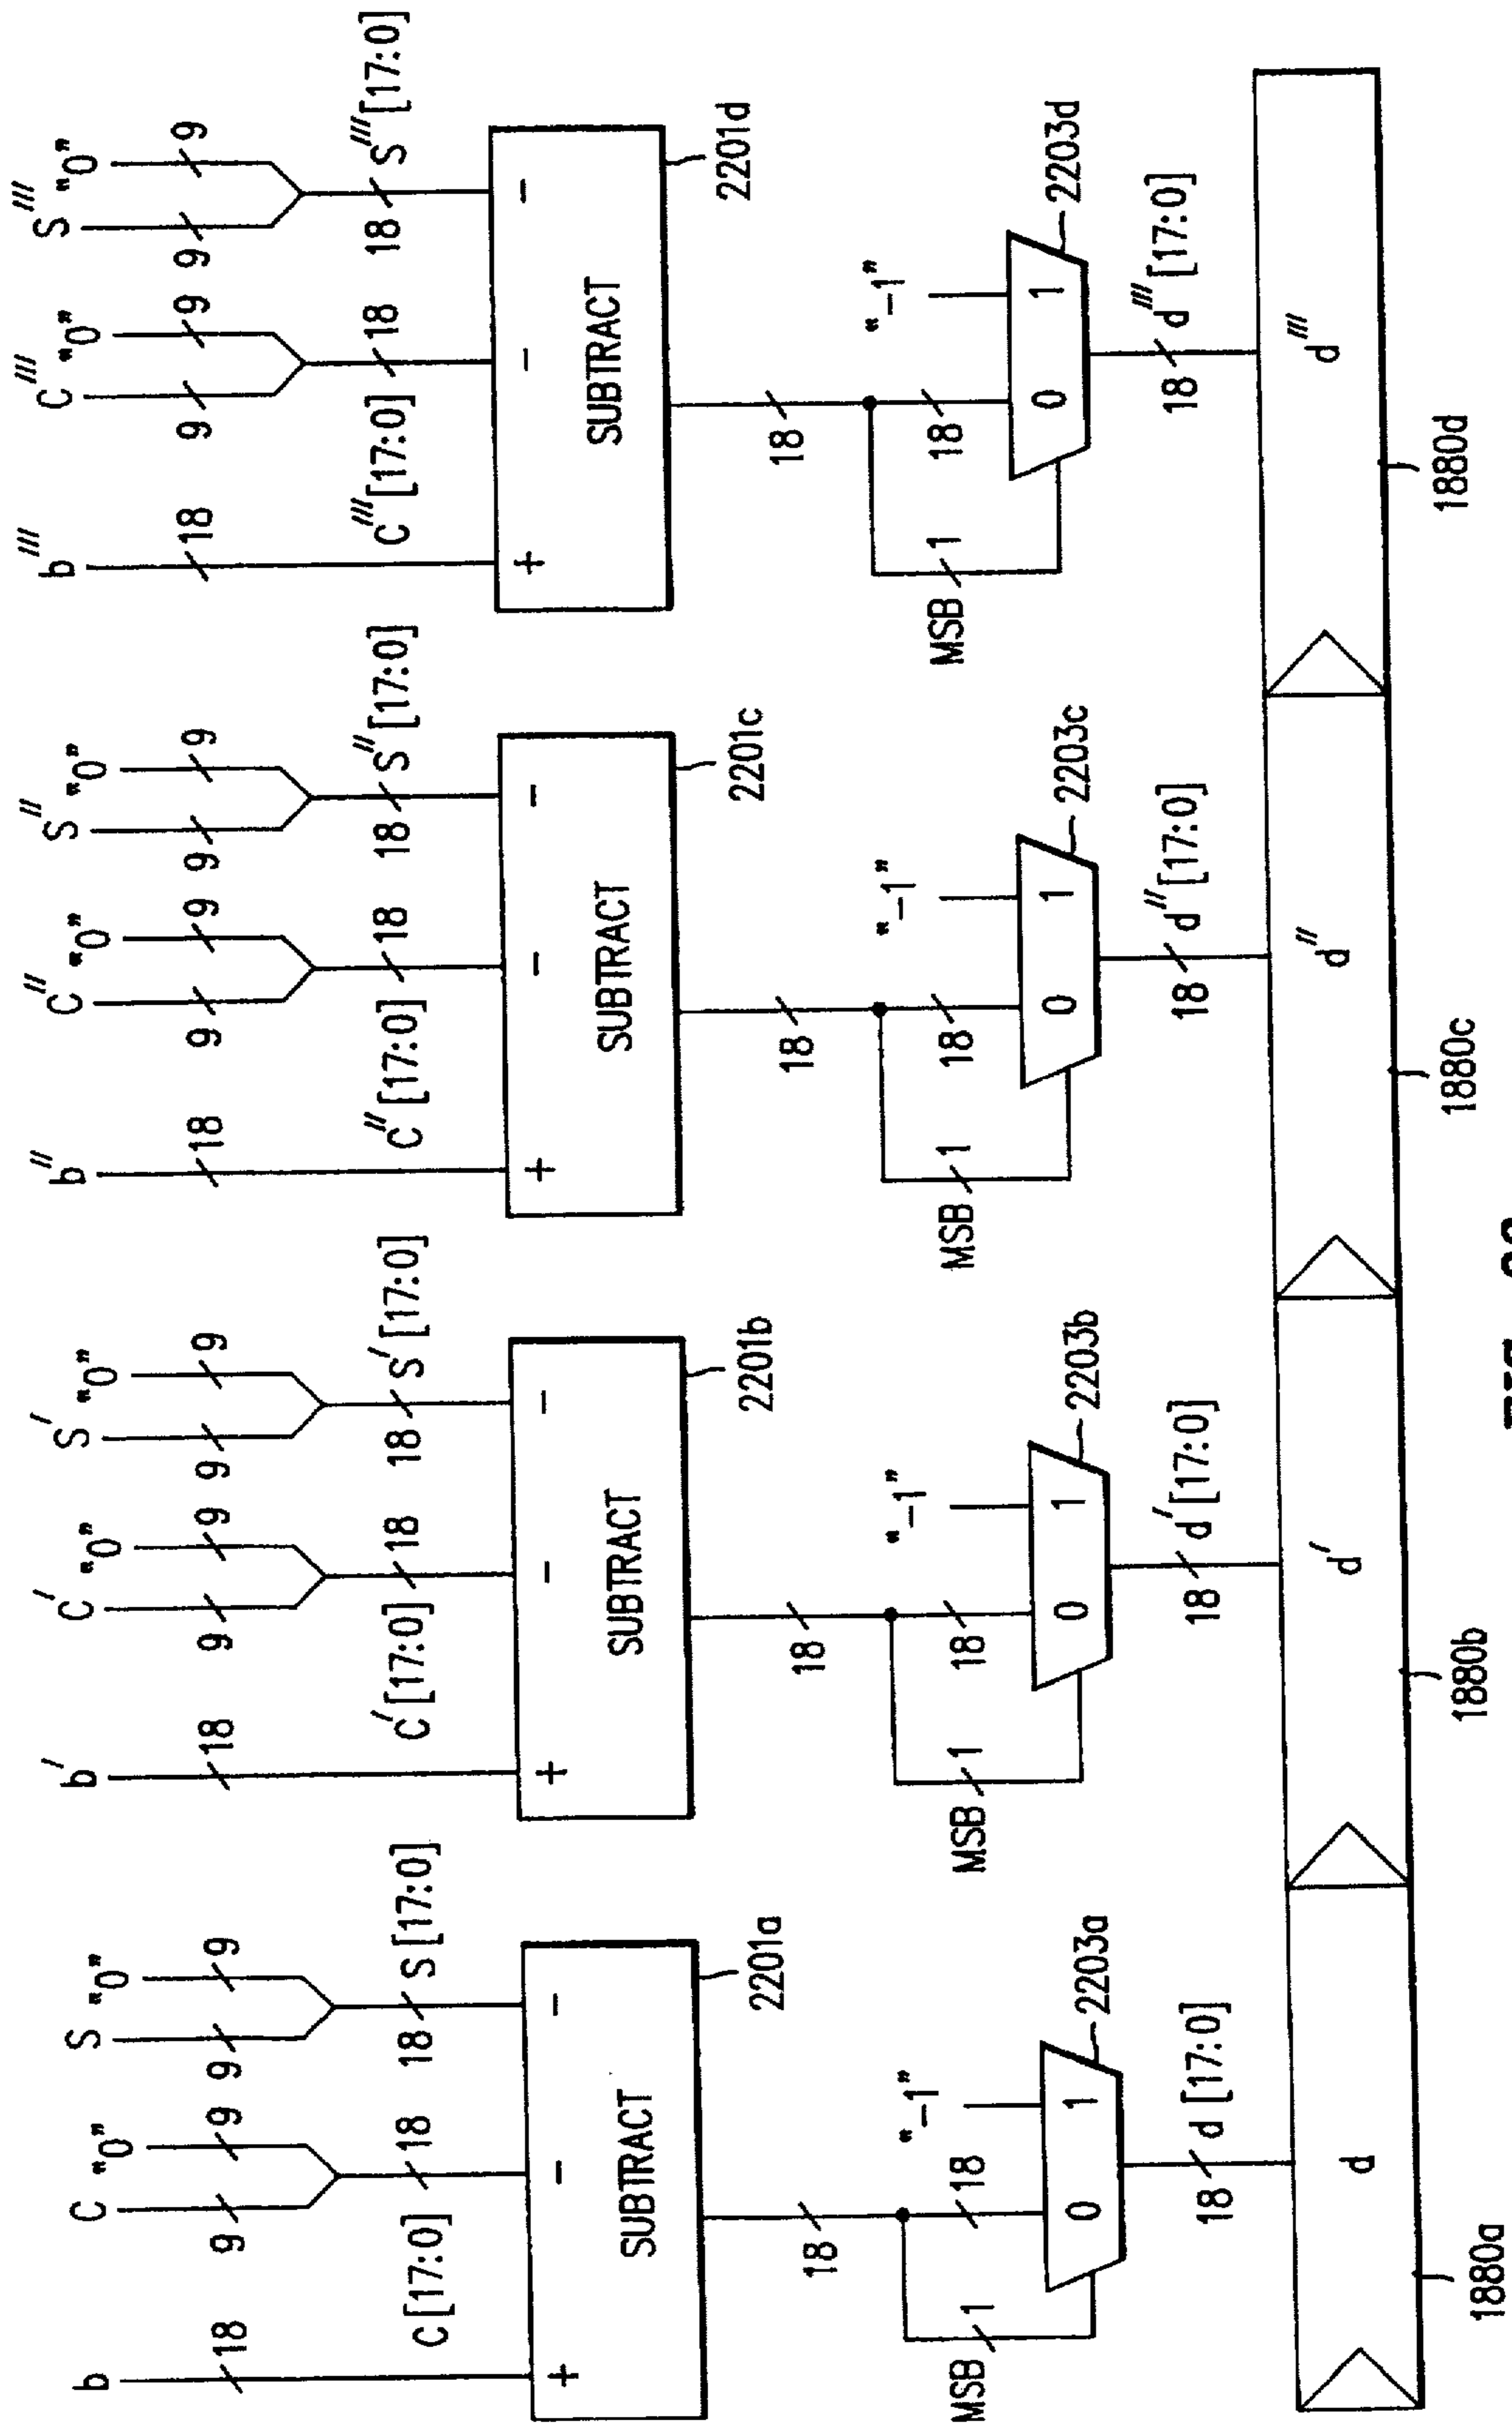 b C "0" S "0" b' C' "0" S' "0" b'' C'' "0" S'' "0" b''' C''' "0" S''' "0"
18 9 9 9 9 18 9 9 9 9 18 9 9 9 9 18 9 9 9 9
C [17:0] 18 18 S [17:0] C' [17:0] 18 18 S' [17:0] C'' [17:0] 18 18 S'' [17:0] C''' [17:0] 18 18 S''' [17:0]
+ − − + − − + − − + − −
SUBTRACT SUBTRACT SUBTRACT SUBTRACT
2201a 2201b 2201c 2201d
18 18 18 18
MSB 1 18 "−1" MSB 1 18 "−1" MSB 1 18 "−1" MSB 1 18 "−1"
0 1 0 1 0 1 0 1
2203a 2203b 2203c 2203d
18 d [17:0] 18 d' [17:0] 18 d'' [17:0] 18 d''' [17:0]
d d' d'' d'''
1880a 1880b 1880c 1880d